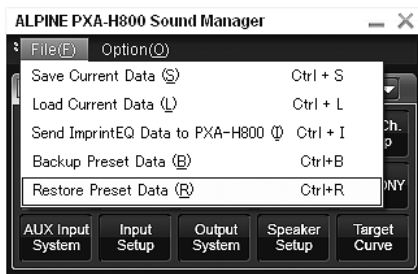 ALPINE PXA-H800 Sound Manager
File(F) Option(O)
Save Current Data (S) Ctrl + S
Load Current Data (L) Ctrl + L
Send ImprintEQ Data to PXA-H800 (I) Ctrl + I
Backup Preset Data (B) Ctrl+B
Restore Preset Data (R) Ctrl+R
Ch.
AUX Input System
Input Setup
Output System
Speaker Setup
Target Curve